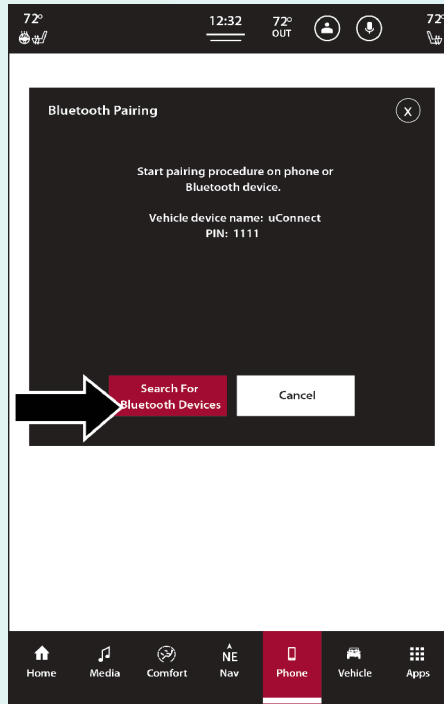 72°
12:32
72°
OUT
72°
Bluetooth Pairing
X
Start pairing procedure on phone or
Bluetooth device.
Vehicle device name: uConnect
PIN: 1111
Search For
Bluetooth Devices
Cancel
NE
Home
Media
Comfort
Nav
Phone
Vehicle
Apps